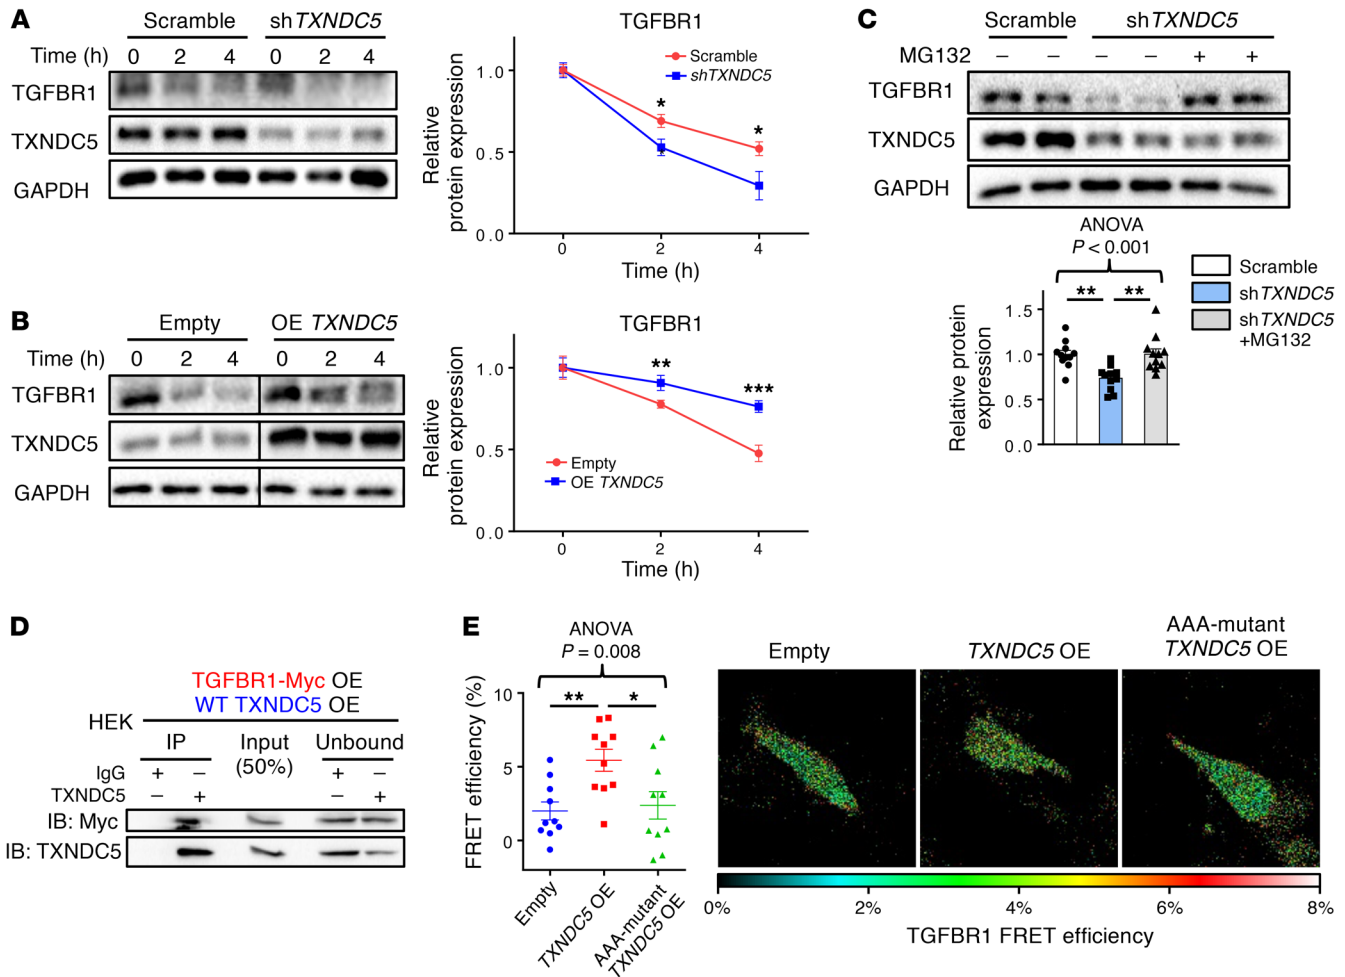 A
Scramble shTXNDC5
Time (h) 0 2 4 0 2 4
TGFBR1
TXNDC5
GAPDH
TGFBR1
Relative
protein expression
1.0
0.5
0.0
Scramble
shTXNDC5
*
*
0 2 4
Time (h)
B
Empty OE TXNDC5
Time (h) 0 2 4 0 2 4
TGFBR1
TXNDC5
GAPDH
TGFBR1
Relative
protein expression
1.0
0.5
0.0
**
***
Empty
OE TXNDC5
0 2 4
Time (h)
C
Scramble shTXNDC5
MG132 – – – – + +
TGFBR1
TXNDC5
GAPDH
ANOVA
P < 0.001
** **
Relative protein
expression
1.5
1.0
0.5
0.0
Scramble
shTXNDC5
shTXNDC5
+MG132
D
TGFBR1-Myc OE
WT TXNDC5 OE
HEK
IP Input Unbound
(50%)
IgG + – + –
TXNDC5 – + – +
IB: Myc
IB: TXNDC5
E
ANOVA
P = 0.008
** *
FRET efficiency (%)
10
5
0
Empty
TXNDC5 OE
AAA-mutant
TXNDC5 OE
Empty
TXNDC5 OE
AAA-mutant
TXNDC5 OE
0% 2% 4% 6% 8%
TGFBR1 FRET efficiency